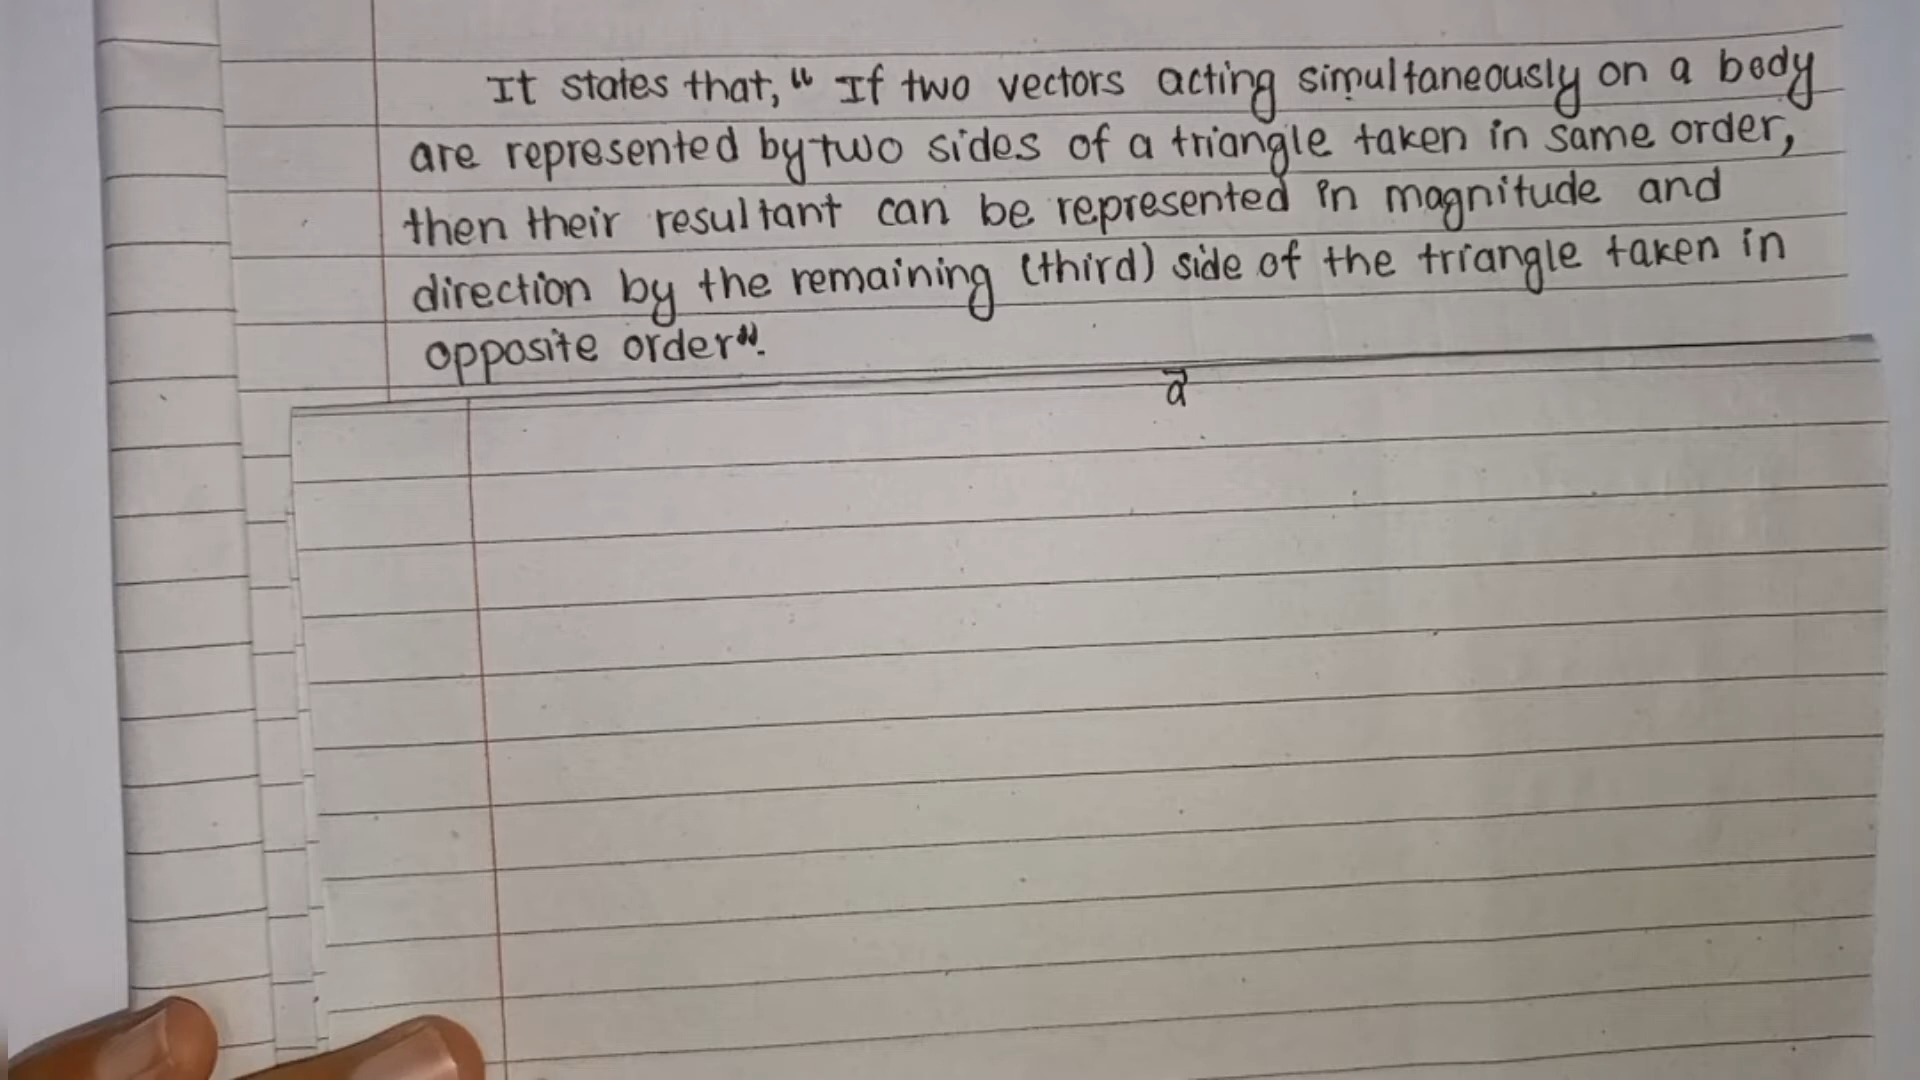 It states that, "If two vectors acting simultaneously on a body
are represented by two sides of a triangle taken in same order,
then their resultant can be represented in magnitude and
direction by the remaining (third) side of the triangle taken in
opposite order".
a⃗